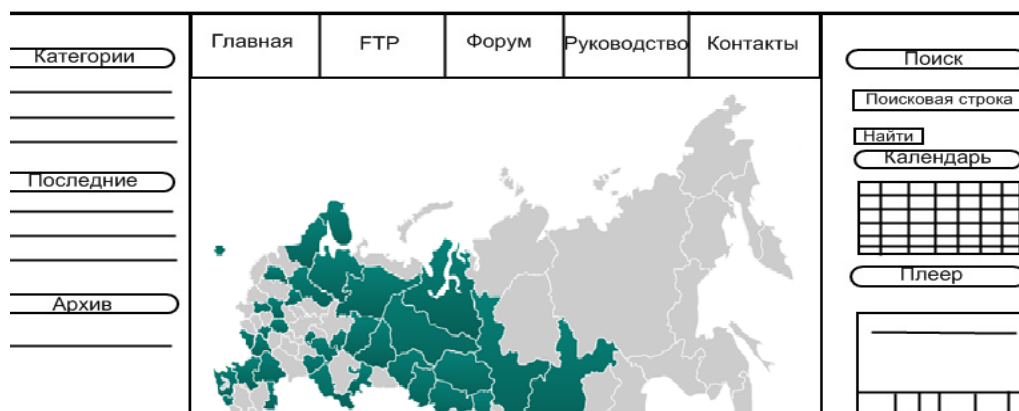 Главная FTP Форум Руководство Контакты
Категории
Последние
Архив
Поиск
Поисковая строка
Найти
Календарь
Плеер